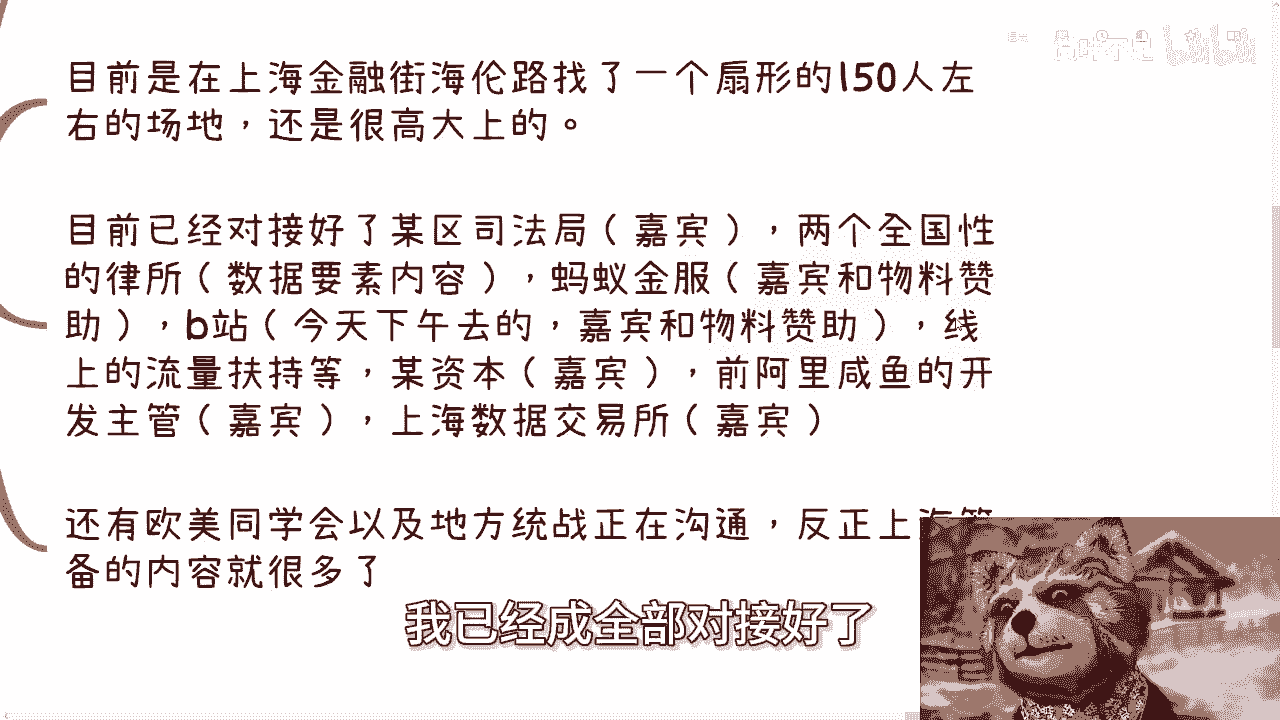 目前是在上海金融街海伦路找了一个扇形的150人左
右的场地，还是很高大上的。
目前已经对接好了某区司法局（嘉宾），两个全国性
的律所（数据要素内容），蚂蚁金服（嘉宾和物料赞
助），b站（今天下午去的，嘉宾和物料赞助），线
上的流量扶持等，某资本（嘉宾），前阿里咸鱼的开
发主管（嘉宾），上海数据交易所（嘉宾）
还有欧美同学会以及地方统战正在沟通，反正上海筹
备的内容就很多了
我已经成全部对接好了